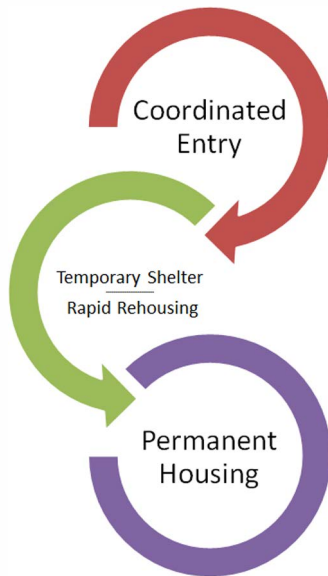 Coordinated
Entry
Temporary Shelter
Rapid Rehousing
Permanent
Housing